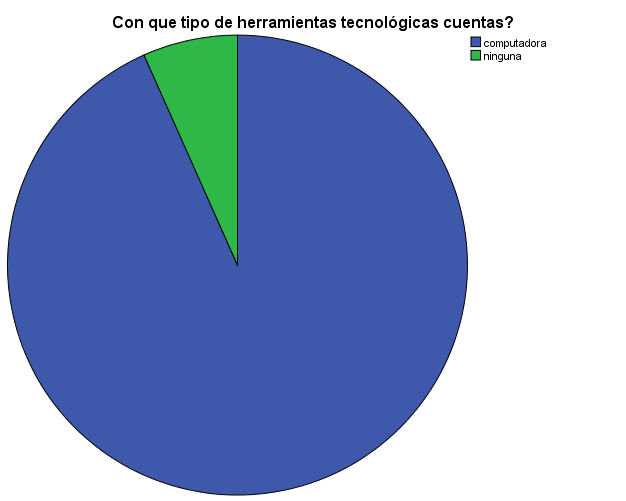 Con que tipo de herramientas tecnológicas cuentas?
computadora
ninguna